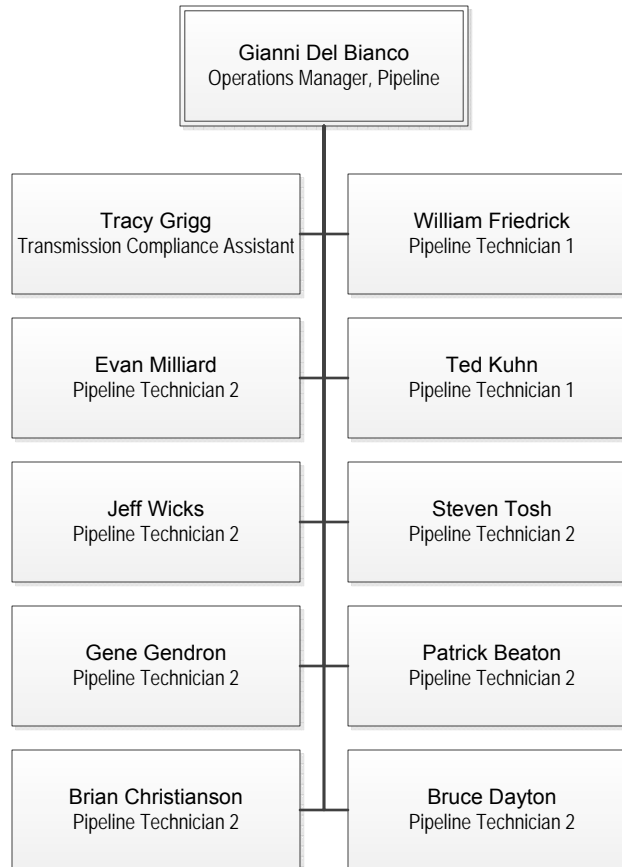 Gianni Del Bianco
Operations Manager, Pipeline
Tracy Grigg
Transmission Compliance Assistant
William Friedrick
Pipeline Technician 1
Evan Milliard
Pipeline Technician 2
Ted Kuhn
Pipeline Technician 1
Jeff Wicks
Pipeline Technician 2
Steven Tosh
Pipeline Technician 2
Gene Gendron
Pipeline Technician 2
Patrick Beaton
Pipeline Technician 2
Brian Christianson
Pipeline Technician 2
Bruce Dayton
Pipeline Technician 2